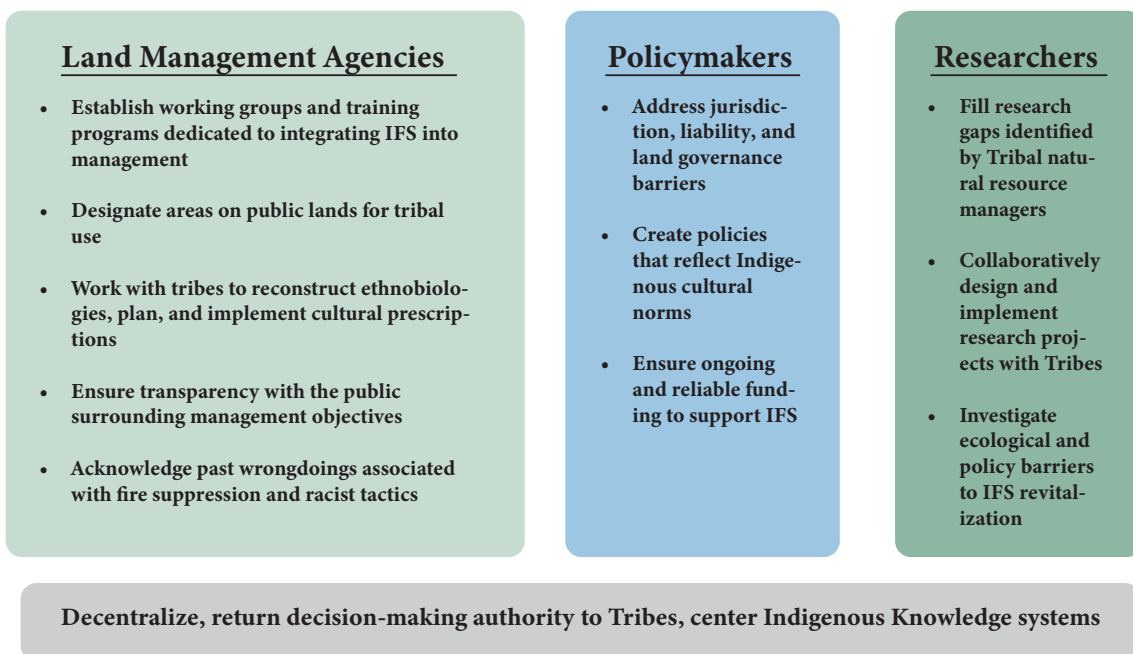 Land Management Agencies
• Establish working groups and training
programs dedicated to integrating IFS into
management
• Designate areas on public lands for tribal
use
• Work with tribes to reconstruct ethnobiolo-
gies, plan, and implement cultural prescrip-
tions
• Ensure transparency with the public
surrounding management objectives
• Acknowledge past wrongdoings associated
with fire suppression and racist tactics
Policymakers
• Address jurisdic-
tion, liability, and
land governance
barriers
• Create policies
that reflect Indige-
nous cultural
norms
• Ensure ongoing
and reliable fund-
ing to support IFS
Researchers
• Fill research
gaps identified
by Tribal natu-
ral resource
managers
• Collaboratively
design and
implement
research proj-
ects with Tribes
• Investigate
ecological and
policy barriers
to IFS revital-
ization
Decentralize, return decision-making authority to Tribes, center Indigenous Knowledge systems